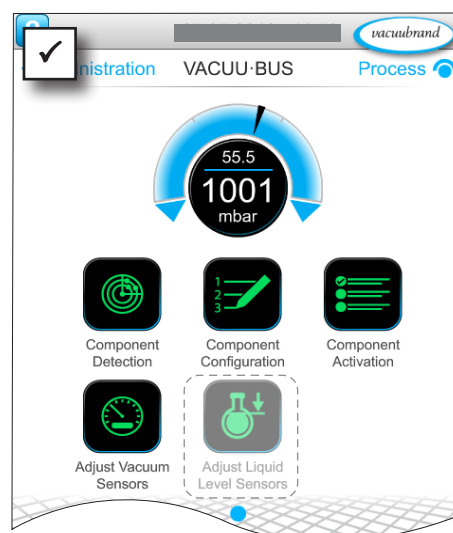 vacuubrand
nistration VACUU·BUS Process
55.5
1001
mbar
1
2
3
Component
Detection
Component
Configuration
Component
Activation
Adjust Vacuum
Sensors
Adjust Liquid
Level Sensors